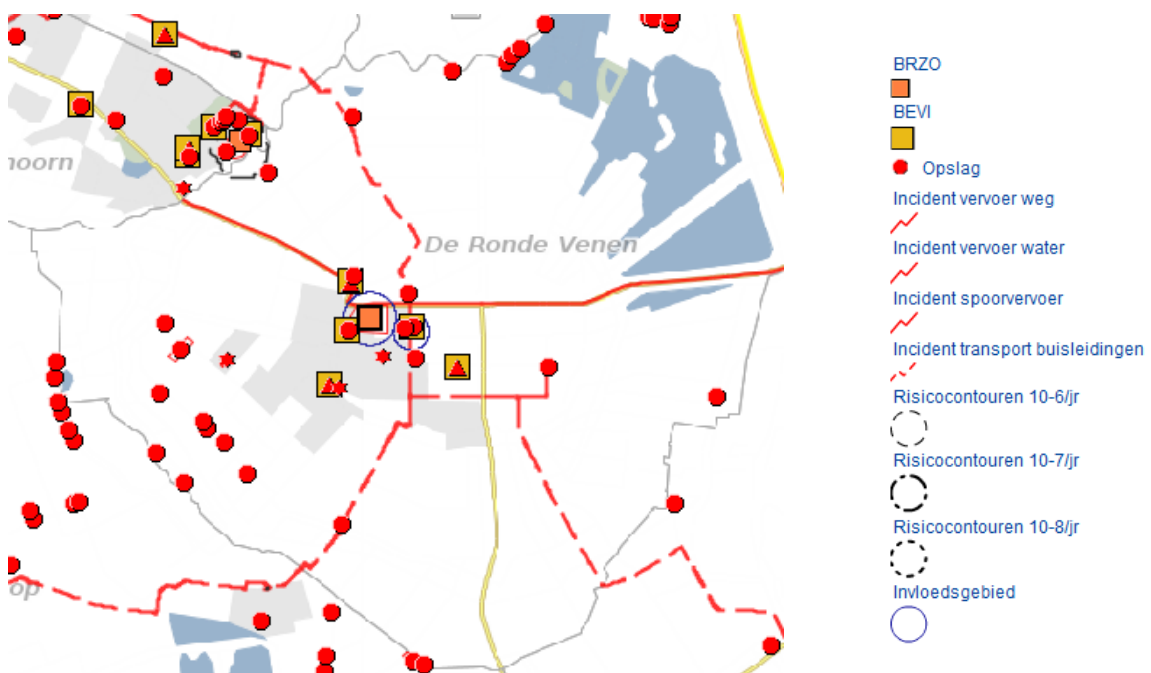 hoorn
De Ronde Venen
op
BRZO
BEVI
Opslag
Incident vervoer weg
Incident vervoer water
Incident spoorvervoer
Incident transport buisleidingen
Risicocontouren 10-6/jr
Risicocontouren 10-7/jr
Risicocontouren 10-8/jr
Invloedsgebied